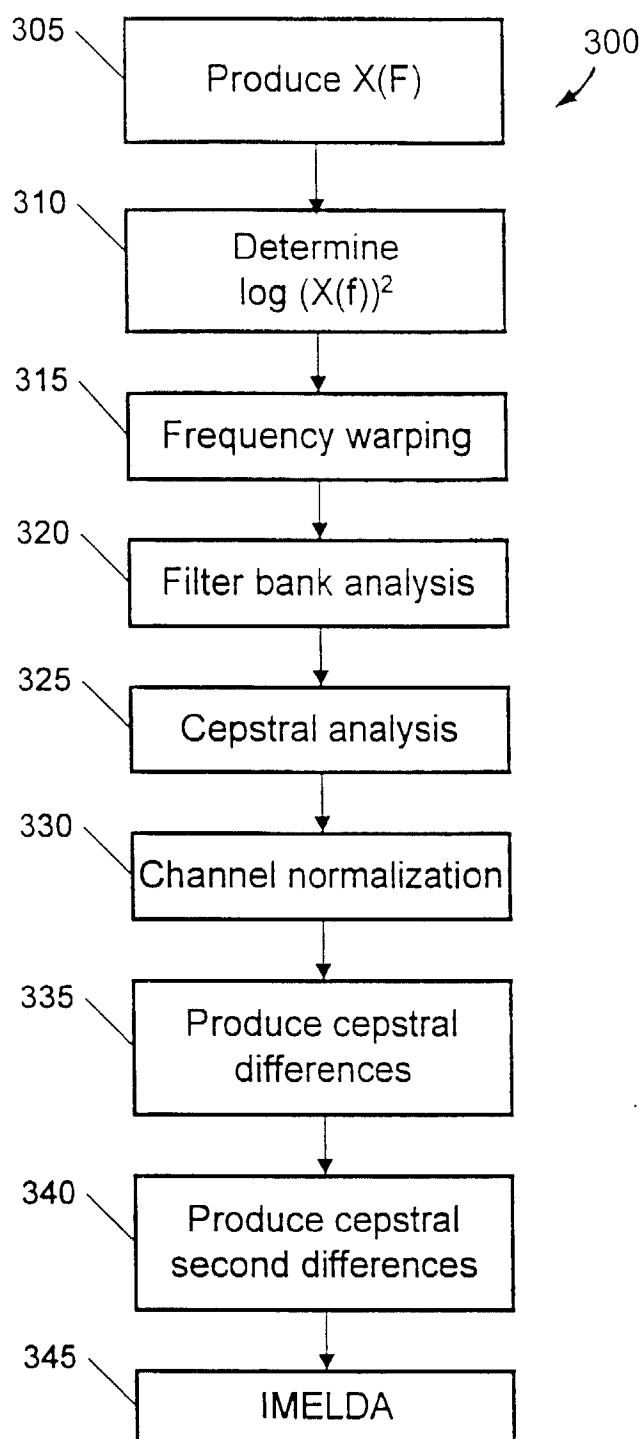 305
Produce X(F)
300
310
Determine
log (X(f))²
315
Frequency warping
320
Filter bank analysis
325
Cepstral analysis
330
Channel normalization
335
Produce cepstral
differences
340
Produce cepstral
second differences
345
IMELDA